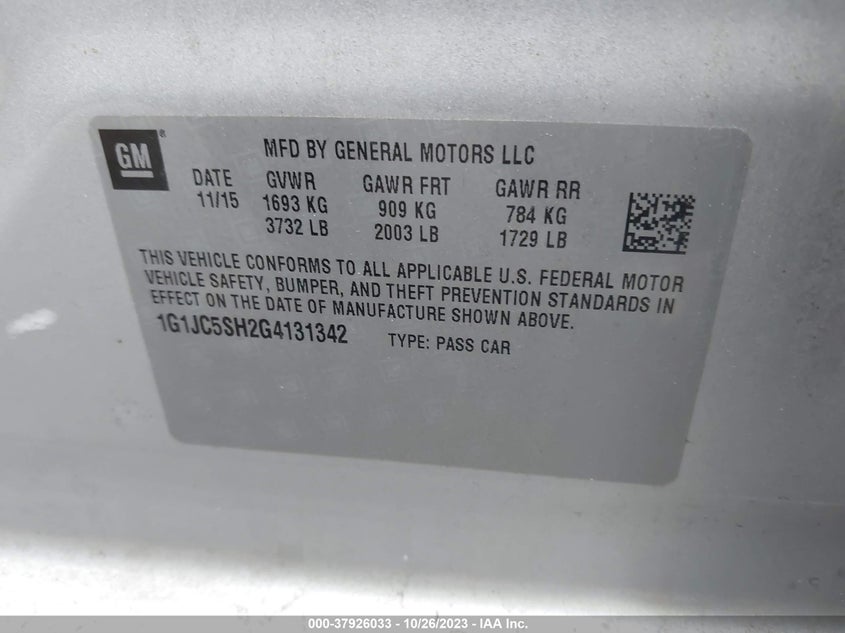 GM®
MFD BY GENERAL MOTORS LLC
DATE GVWR GAWR FRT GAWR RR
11/15 1693 KG 909 KG 784 KG
3732 LB 2003 LB 1729 LB
THIS VEHICLE CONFORMS TO ALL APPLICABLE U.S. FEDERAL MOTOR
VEHICLE SAFETY, BUMPER, AND THEFT PREVENTION STANDARDS IN
EFFECT ON THE DATE OF MANUFACTURE SHOWN ABOVE.
1G1JC5SH2G4131342 TYPE: PASS CAR
000-37926033 - 10/26/2023 - IAA Inc.